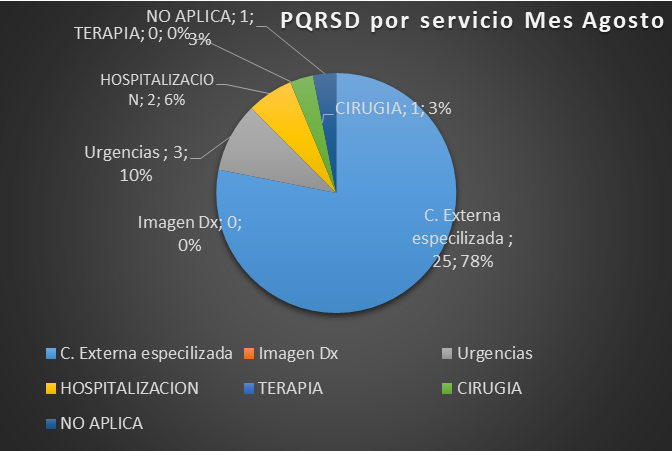 PQRSD por servicio Mes Agosto
NO APLICA; 1;
3%
TERAPIA; 0; 0%
HOSPITALIZACIO
N; 2; 6%
CIRUGIA; 1; 3%
Urgencias ; 3;
10%
Imagen Dx; 0;
0%
C. Externa
especilizada ;
25; 78%
C. Externa especilizada
Imagen Dx
Urgencias
HOSPITALIZACION
TERAPIA
CIRUGIA
NO APLICA